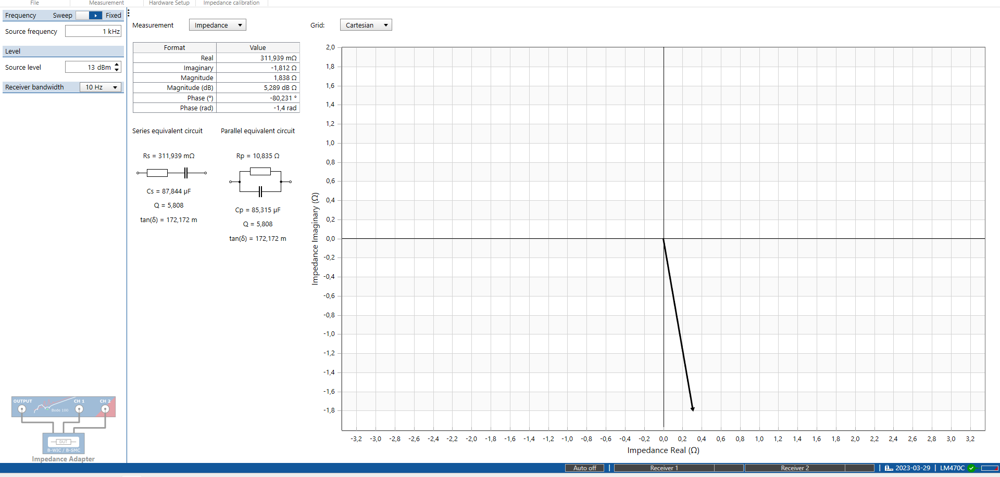 File Measurement Hardware Setup Impedance calibration
Frequency Sweep Fixed
Source frequency 1 kHz
Level
Source level 13 dBm
Receiver bandwidth 10 Hz
OUTPUT CH 1 CH 2
Bode 100
DUT
B-WIC / B-SMC
Impedance Adapter
Measurement Impedance
Format Value
Real 311,939 mΩ
Imaginary -1,812 Ω
Magnitude 1,838 Ω
Magnitude (dB) 5,289 dB Ω
Phase (°) -80,231 °
Phase (rad) -1,4 rad
Series equivalent circuit
Rs = 311,939 mΩ
Cs = 87,844 µF
Q = 5,808
tan(δ) = 172,172 m
Parallel equivalent circuit
Rp = 10,835 Ω
Cp = 85,315 µF
Q = 5,808
tan(δ) = 172,172 m
Grid: Cartesian
Impedance Imaginary (Ω)
2,0
1,8
1,6
1,4
1,2
1,0
0,8
0,6
0,4
0,2
0,0
-0,2
-0,4
-0,6
-0,8
-1,0
-1,2
-1,4
-1,6
-1,8
-3,2 -3,0 -2,8 -2,6 -2,4 -2,2 -2,0 -1,8 -1,6 -1,4 -1,2 -1,0 -0,8 -0,6 -0,4 -0,2 0,0 0,2 0,4 0,6 0,8 1,0 1,2 1,4 1,6 1,8 2,0 2,2 2,4 2,6 2,8 3,0 3,2
Impedance Real (Ω)
Auto off | Receiver 1 Receiver 2 | 2023-03-29 | LM470C